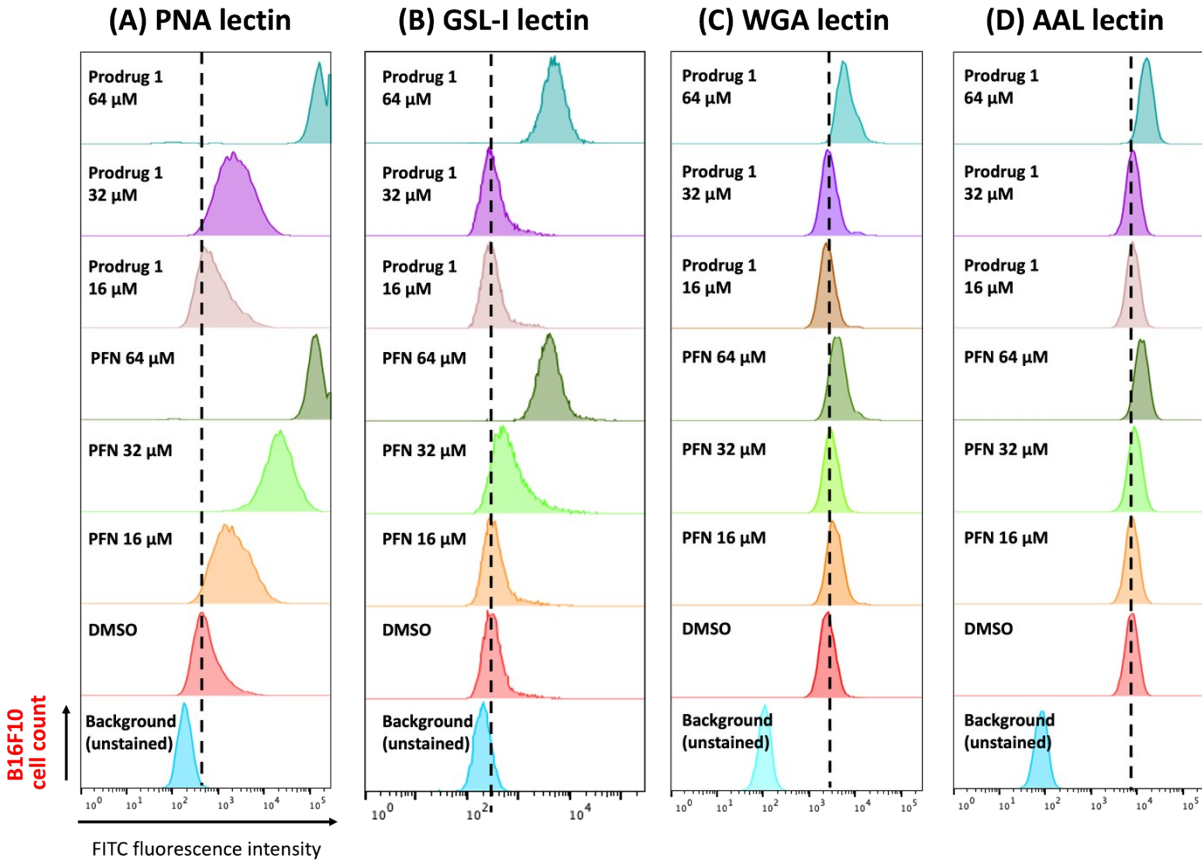 (A) PNA lectin
Prodrug 1
64 µM
Prodrug 1
32 µM
Prodrug 1
16 µM
PFN 64 µM
PFN 32 µM
PFN 16 µM
DMSO
Background
(unstained)
10⁰ 10¹ 10² 10³ 10⁴ 10⁵
(B) GSL-I lectin
Prodrug 1
64 µM
Prodrug 1
32 µM
Prodrug 1
16 µM
PFN 64 µM
PFN 32 µM
PFN 16 µM
DMSO
Background
(unstained)
10⁰ 10² 10⁴
(C) WGA lectin
Prodrug 1
64 µM
Prodrug 1
32 µM
Prodrug 1
16 µM
PFN 64 µM
PFN 32 µM
PFN 16 µM
DMSO
Background
(unstained)
10⁰ 10¹ 10² 10³ 10⁴ 10⁵
(D) AAL lectin
Prodrug 1
64 µM
Prodrug 1
32 µM
Prodrug 1
16 µM
PFN 64 µM
PFN 32 µM
PFN 16 µM
DMSO
Background
(unstained)
10⁰ 10¹ 10² 10³ 10⁴ 10⁵
B16F10
cell count
FITC fluorescence intensity